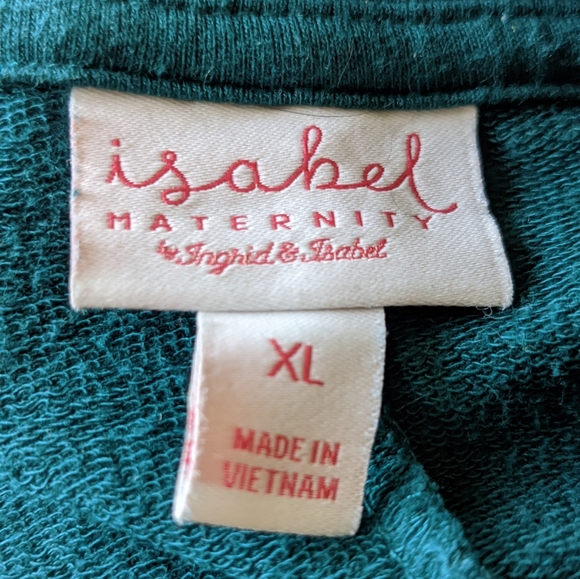 isabel
MATERNITY
by Ingrid & Isabel
XL
MADE IN
VIETNAM